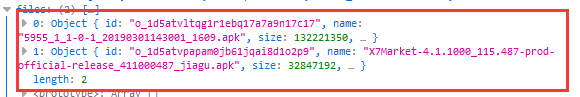 files: (2) […]
0: Object { id: "o_1d5atvltqg1r1ebq17a7a9n17c17", name:
"5955_1_1-0-1_20190301143001_1609.apk", size: 132221350, … }
1: Object { id: "o_1d5atvpapam0jb61jqai8d1o2p9", name: "X7Market-4.1.1000_115.487-prod-
official-release_411000487_jiagu.apk", size: 32847192, … }
length: 2
<prototype>: Array []